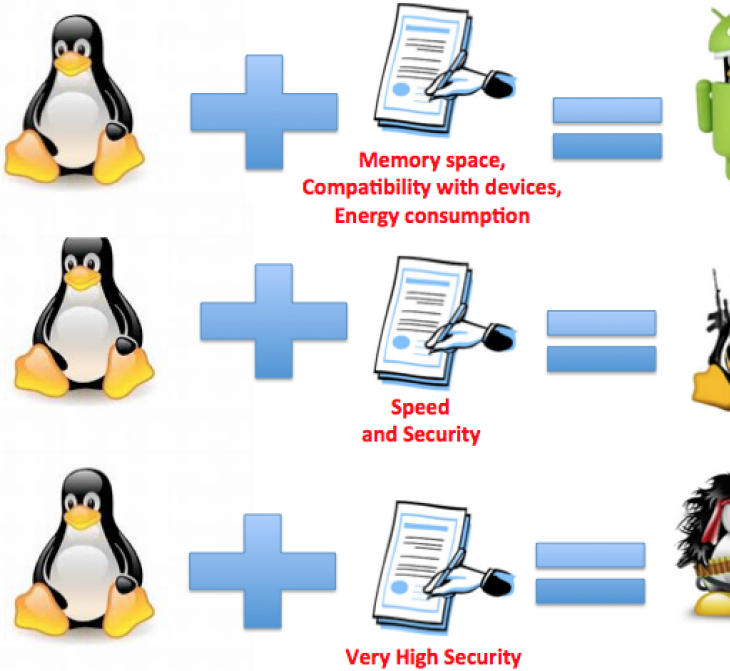 Memory space,
Compatibility with devices,
Energy consumption
Speed
and Security
Very High Security